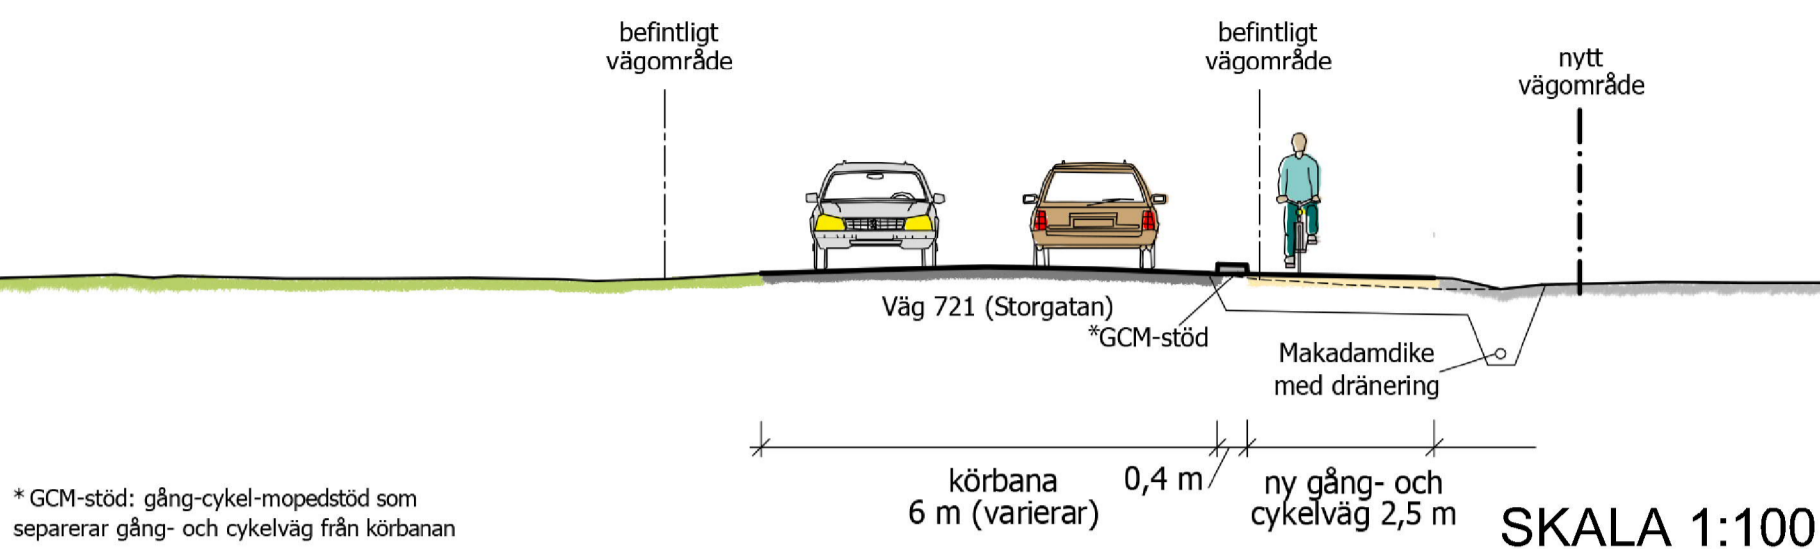 befintligt
vägområde
befintligt
vägområde
nytt
vägområde
Väg 721 (Storgatan)
*GCM-stöd
Makadamdike
med dränering
körbana
6 m (varierar)
0,4 m
ny gång- och
cykelväg 2,5 m
* GCM-stöd: gång-cykel-mopedstöd som
separerar gång- och cykelväg från körbanan
SKALA 1:100